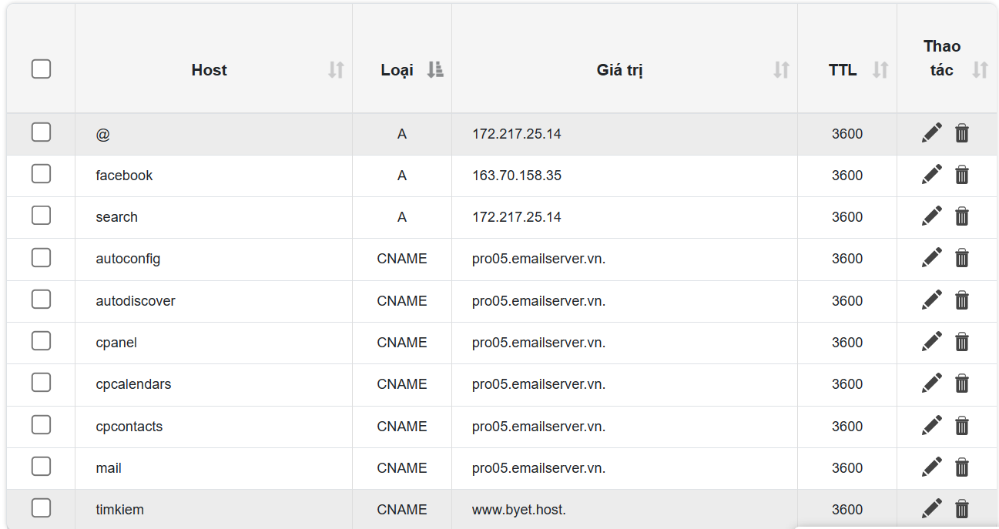 Host Loại Giá trị TTL Thao
tác
@ A 172.217.25.14 3600
facebook A 163.70.158.35 3600
search A 172.217.25.14 3600
autoconfig CNAME pro05.emailserver.vn. 3600
autodiscover CNAME pro05.emailserver.vn. 3600
cpanel CNAME pro05.emailserver.vn. 3600
cpcalendars CNAME pro05.emailserver.vn. 3600
cpcontacts CNAME pro05.emailserver.vn. 3600
mail CNAME pro05.emailserver.vn. 3600
timkiem CNAME www.byet.host. 3600